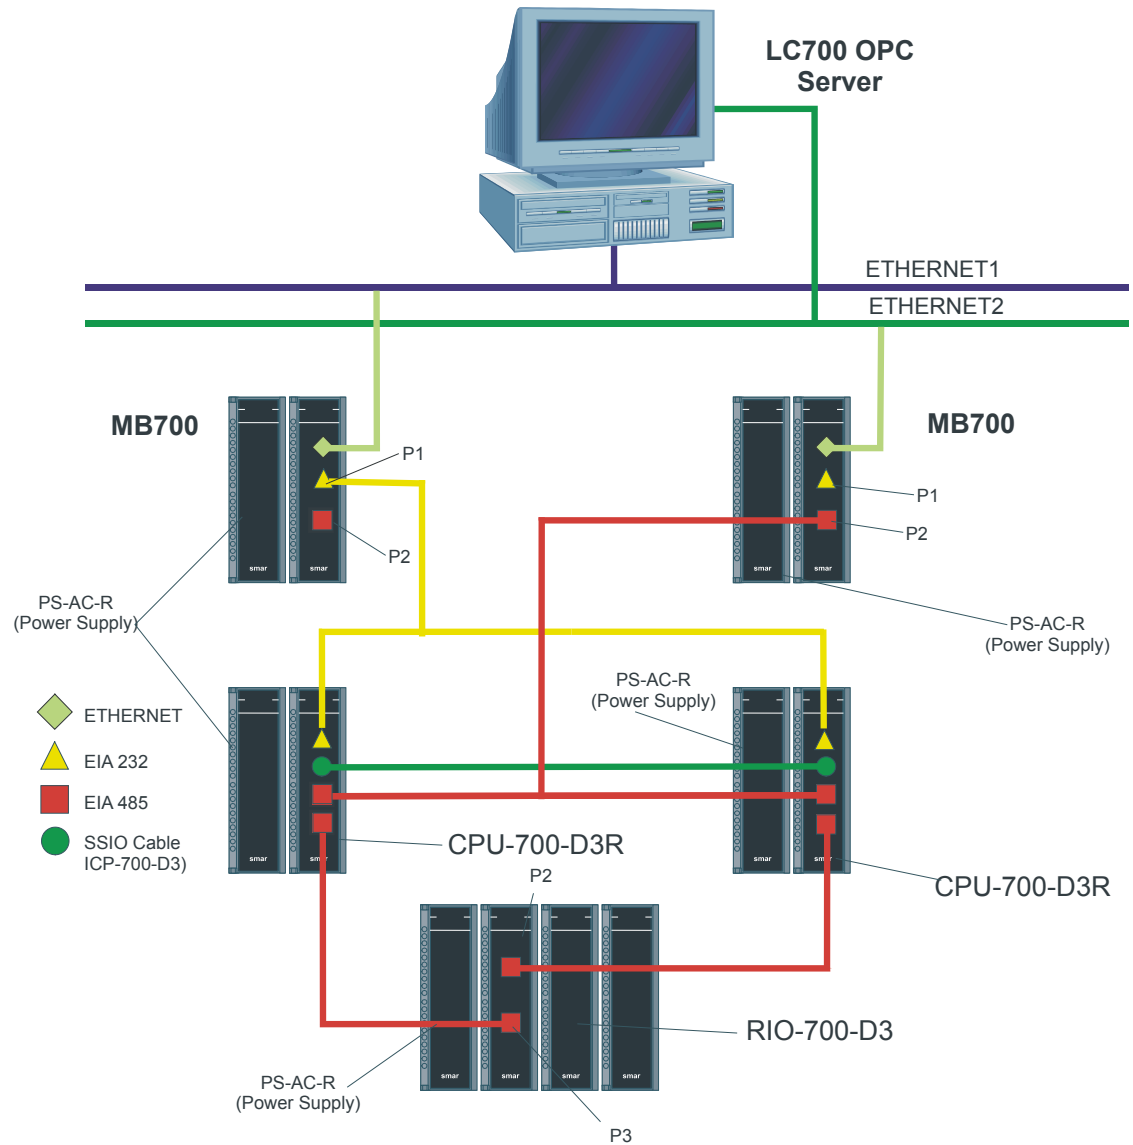 LC700 OPC
Server
ETHERNET1
ETHERNET2
MB700
MB700
P1
P2
P1
P2
smar
smar
smar
smar
PS-AC-R
(Power Supply)
PS-AC-R
(Power Supply)
PS-AC-R
(Power Supply)
ETHERNET
EIA 232
EIA 485
SSIO Cable
ICP-700-D3)
smar
smar
smar
smar
CPU-700-D3R
CPU-700-D3R
P2
RIO-700-D3
smar
smar
smar
smar
PS-AC-R
(Power Supply)
P3